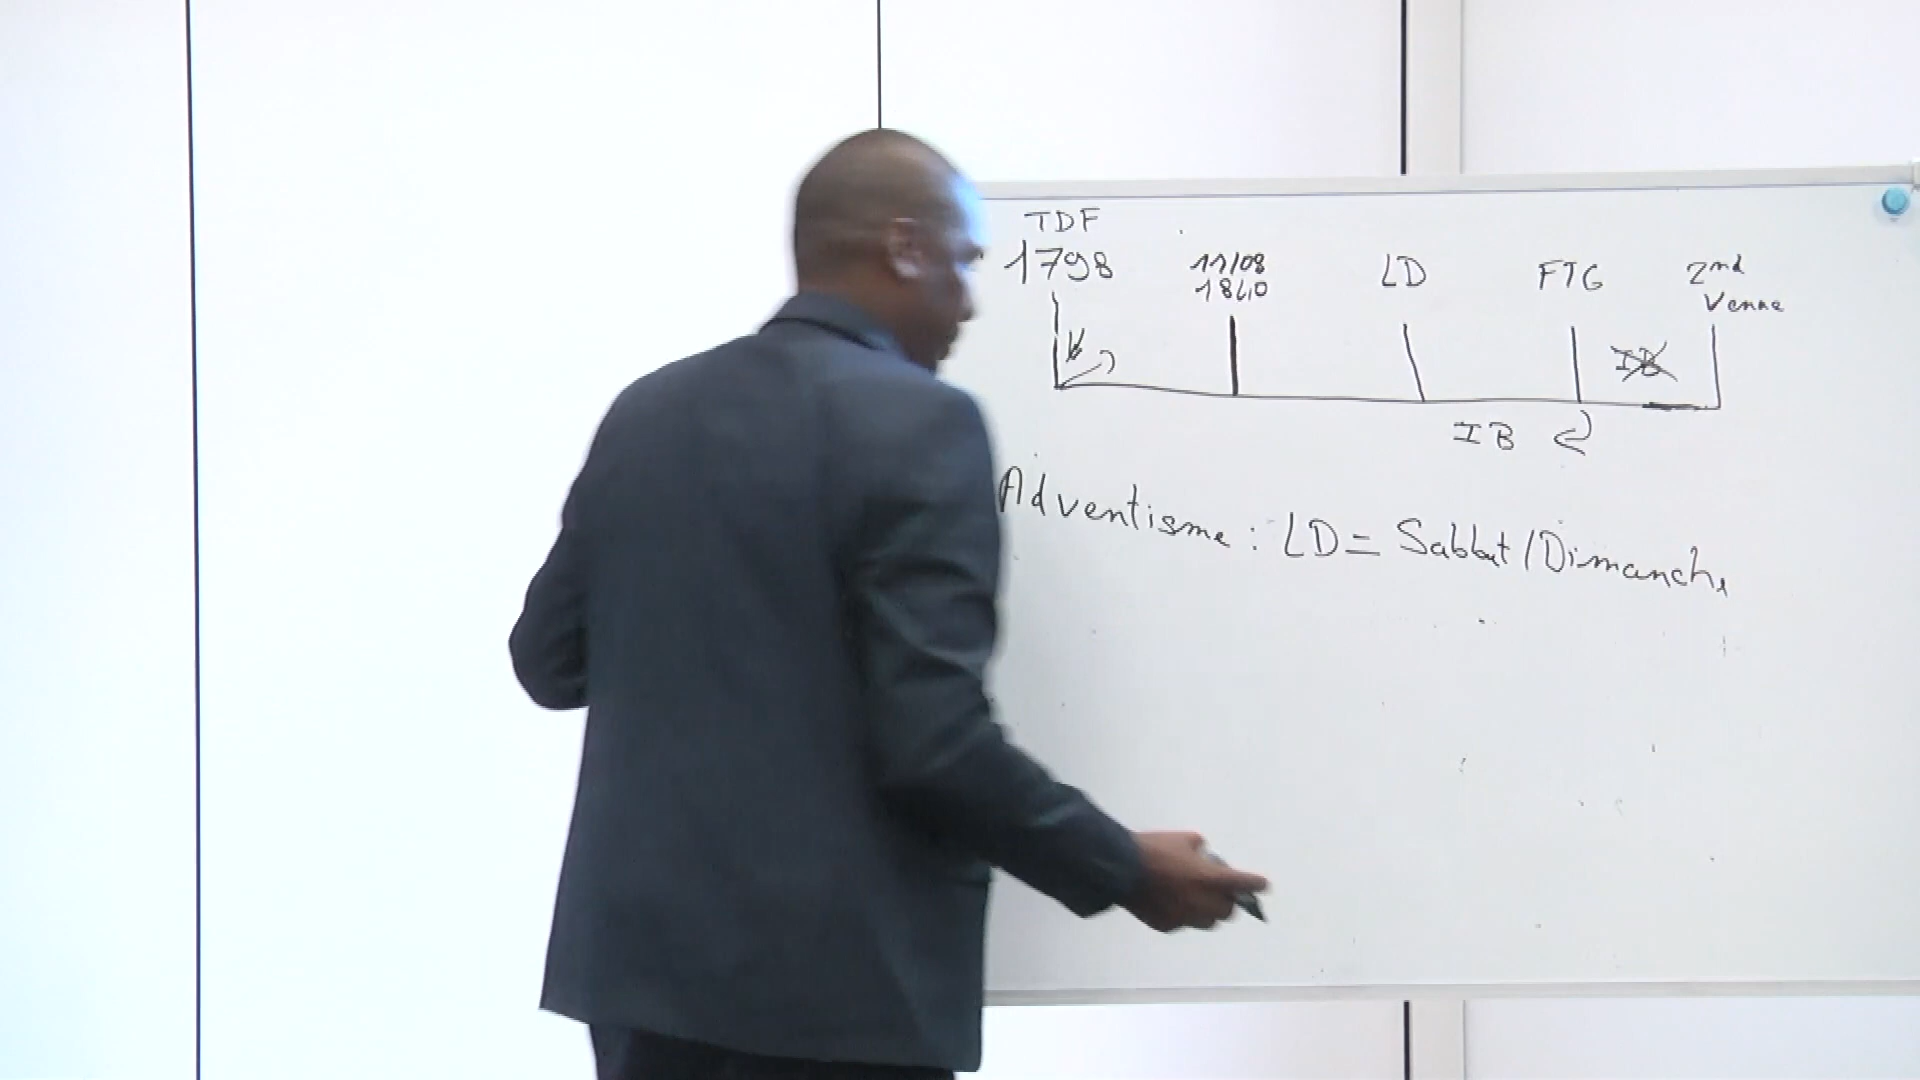 TDF
1798
11/08
1840
LD
FTG
2nd
Venue
IB
IB
Adventisme : LD = Sabbat / Dimanche